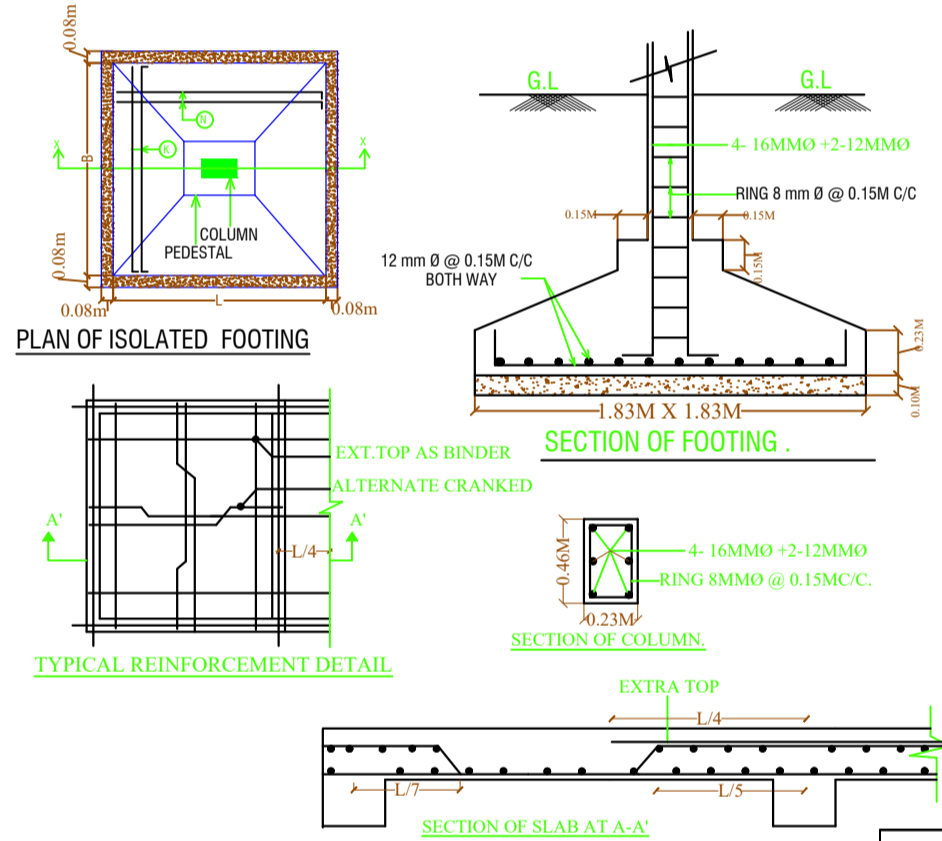 0.08m
B
0.08m
N
K
X
X
COLUMN
PEDESTAL
0.08m
L
0.08m
PLAN OF ISOLATED FOOTING
G.L
G.L
4- 16MMØ +2-12MMØ
RING 8 mm Ø @ 0.15M C/C
0.15M
0.15M
0.15M
12 mm Ø @ 0.15M C/C
BOTH WAY
0.23M
0.10M
1.83M X 1.83M
SECTION OF FOOTING .
EXT.TOP AS BINDER
ALTERNATE CRANKED
A'
A'
L/4
TYPICAL REINFORCEMENT DETAIL
0.46M
4- 16MMØ +2-12MMØ
RING 8MMØ @ 0.15MC/C.
0.23M
SECTION OF COLUMN.
EXTRA TOP
L/4
L/7
L/5
SECTION OF SLAB AT A-A'